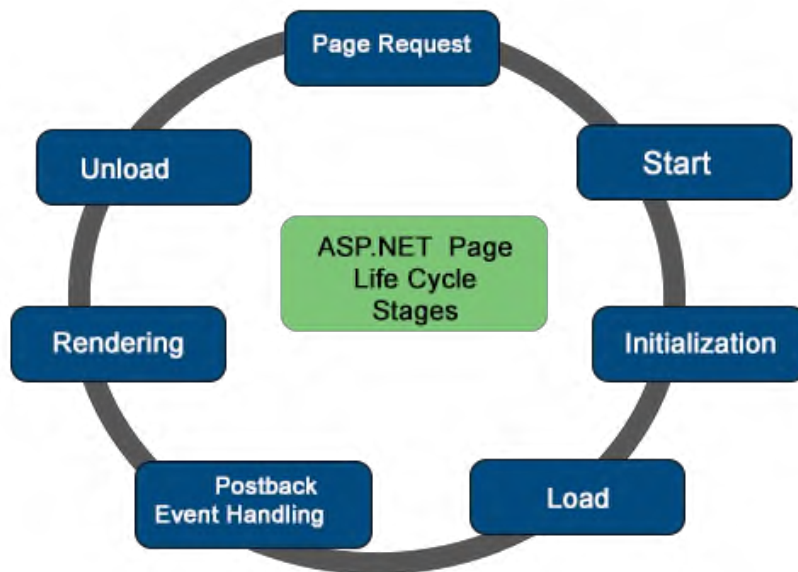 Page Request
Start
Initialization
Load
Postback
Event Handling
Rendering
Unload
ASP.NET Page
Life Cycle
Stages